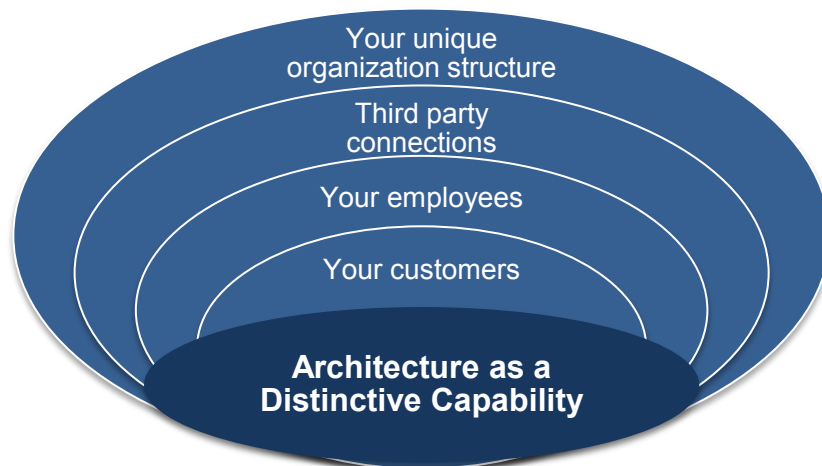 Your unique
organization structure
Third party
connections
Your employees
Your customers
Architecture as a
Distinctive Capability